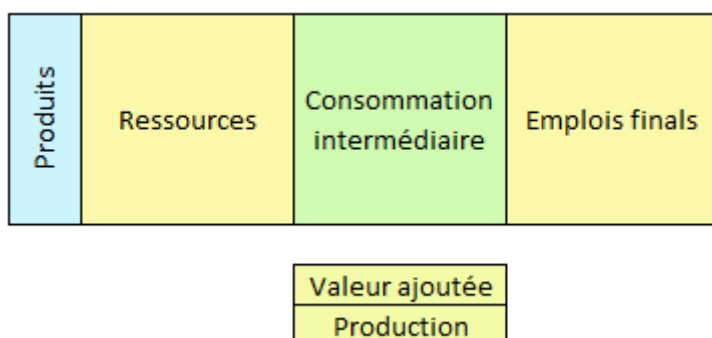 Produits
Ressources
Consommation
intermédiaire
Emplois finals
Valeur ajoutée
Production